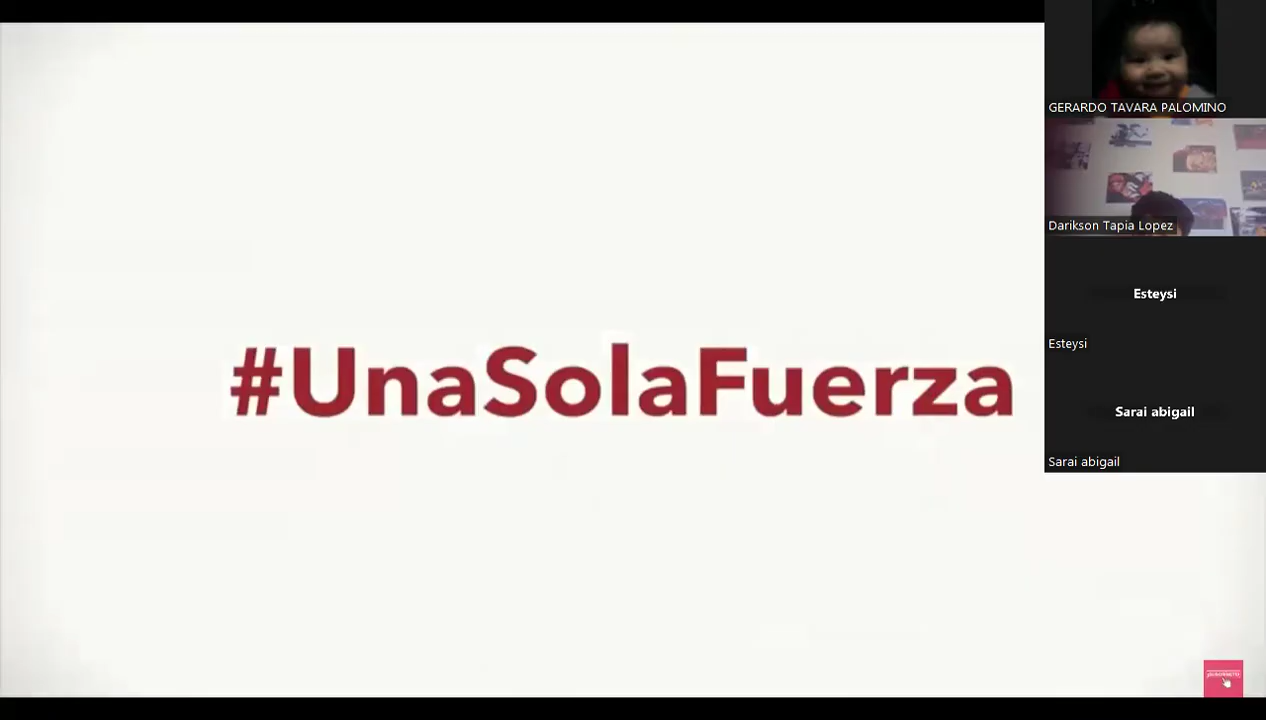 #UnaSolaFuerza
GERARDO TAVARA PALOMINO
Darikson Tapia Lopez
Esteysi
Esteysi
Sarai abigail
Sarai abigail